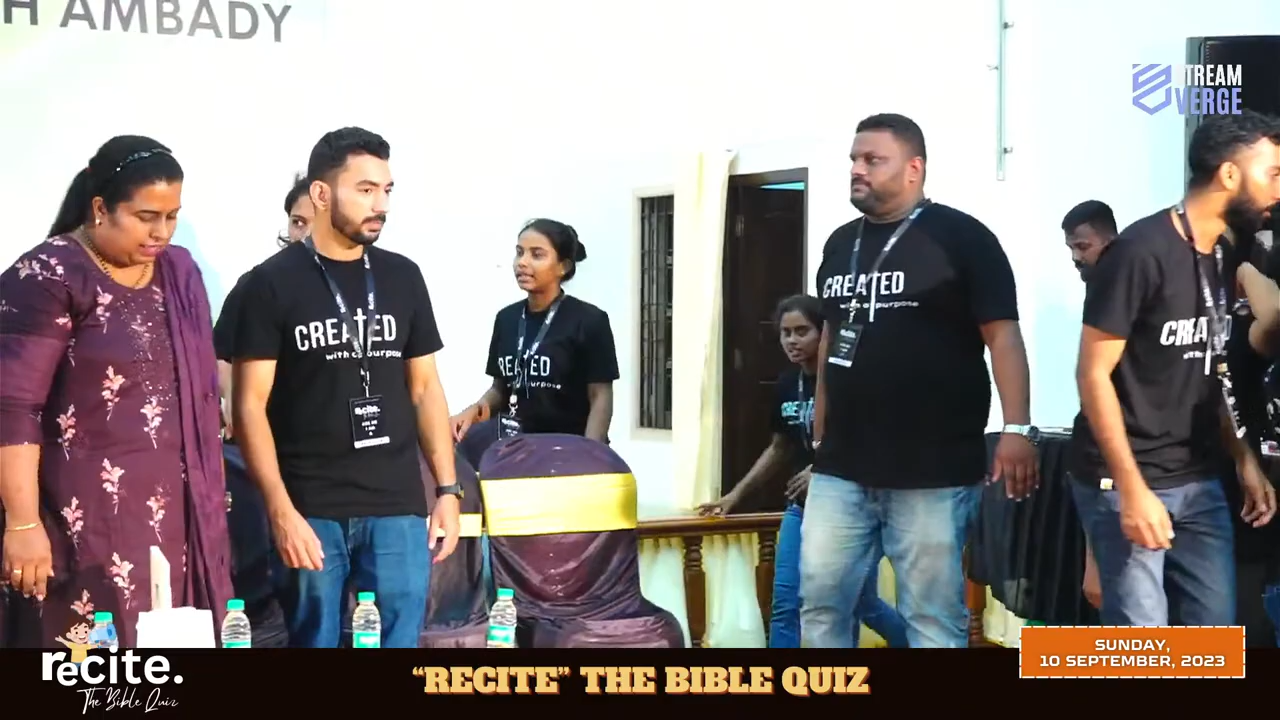 H AMBADY
STREAM
VERGE
CREATED
with a purpose
CREATED
with a purpose
CREATED
recite.
recite.
The Bible Quiz
“RECITE” THE BIBLE QUIZ
SUNDAY,
10 SEPTEMBER, 2023